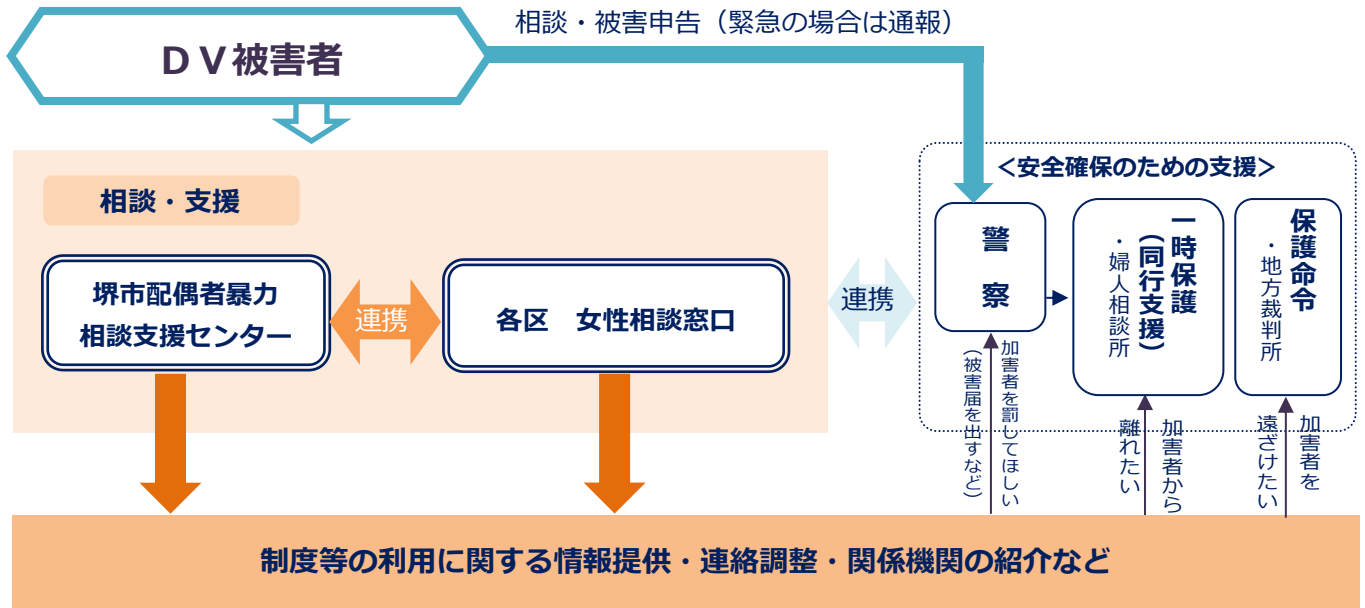 相談・被害申告（緊急の場合は通報）
ＤＶ被害者
相談・支援
堺市配偶者暴力
相談支援センター
連携
各区　女性相談窓口
連携
＜安全確保のための支援＞
警察
一時保護
（同行支援）
・婦人相談所
保護命令
・地方裁判所
加害者を罰してほしい
（被害届を出すなど）
加害者から
離れたい
加害者を
遠ざけたい
制度等の利用に関する情報提供・連絡調整・関係機関の紹介など